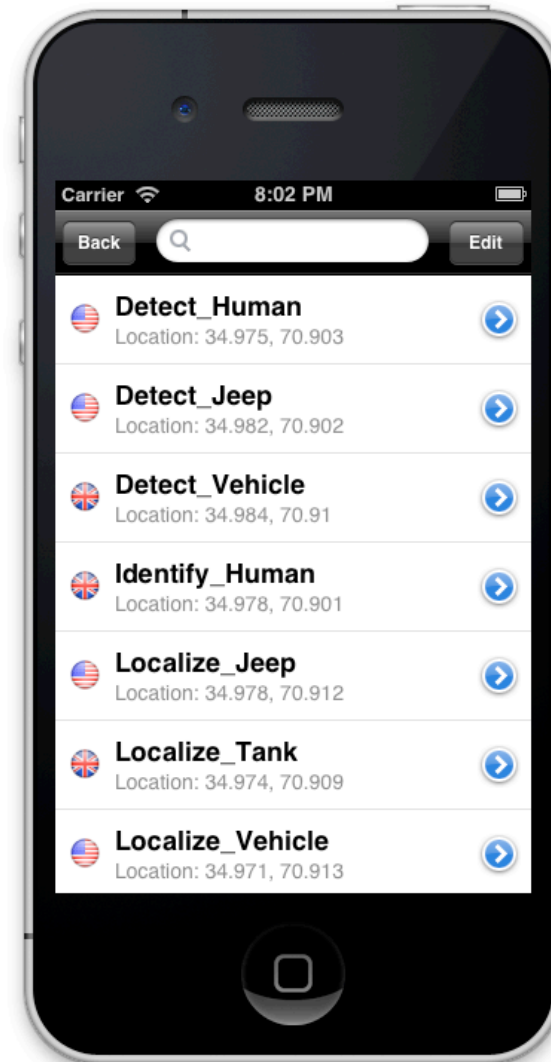 Carrier 8:02 PM
Back Edit
Detect_Human
Location: 34.975, 70.903
Detect_Jeep
Location: 34.982, 70.902
Detect_Vehicle
Location: 34.984, 70.91
Identify_Human
Location: 34.978, 70.901
Localize_Jeep
Location: 34.978, 70.912
Localize_Tank
Location: 34.974, 70.909
Localize_Vehicle
Location: 34.971, 70.913